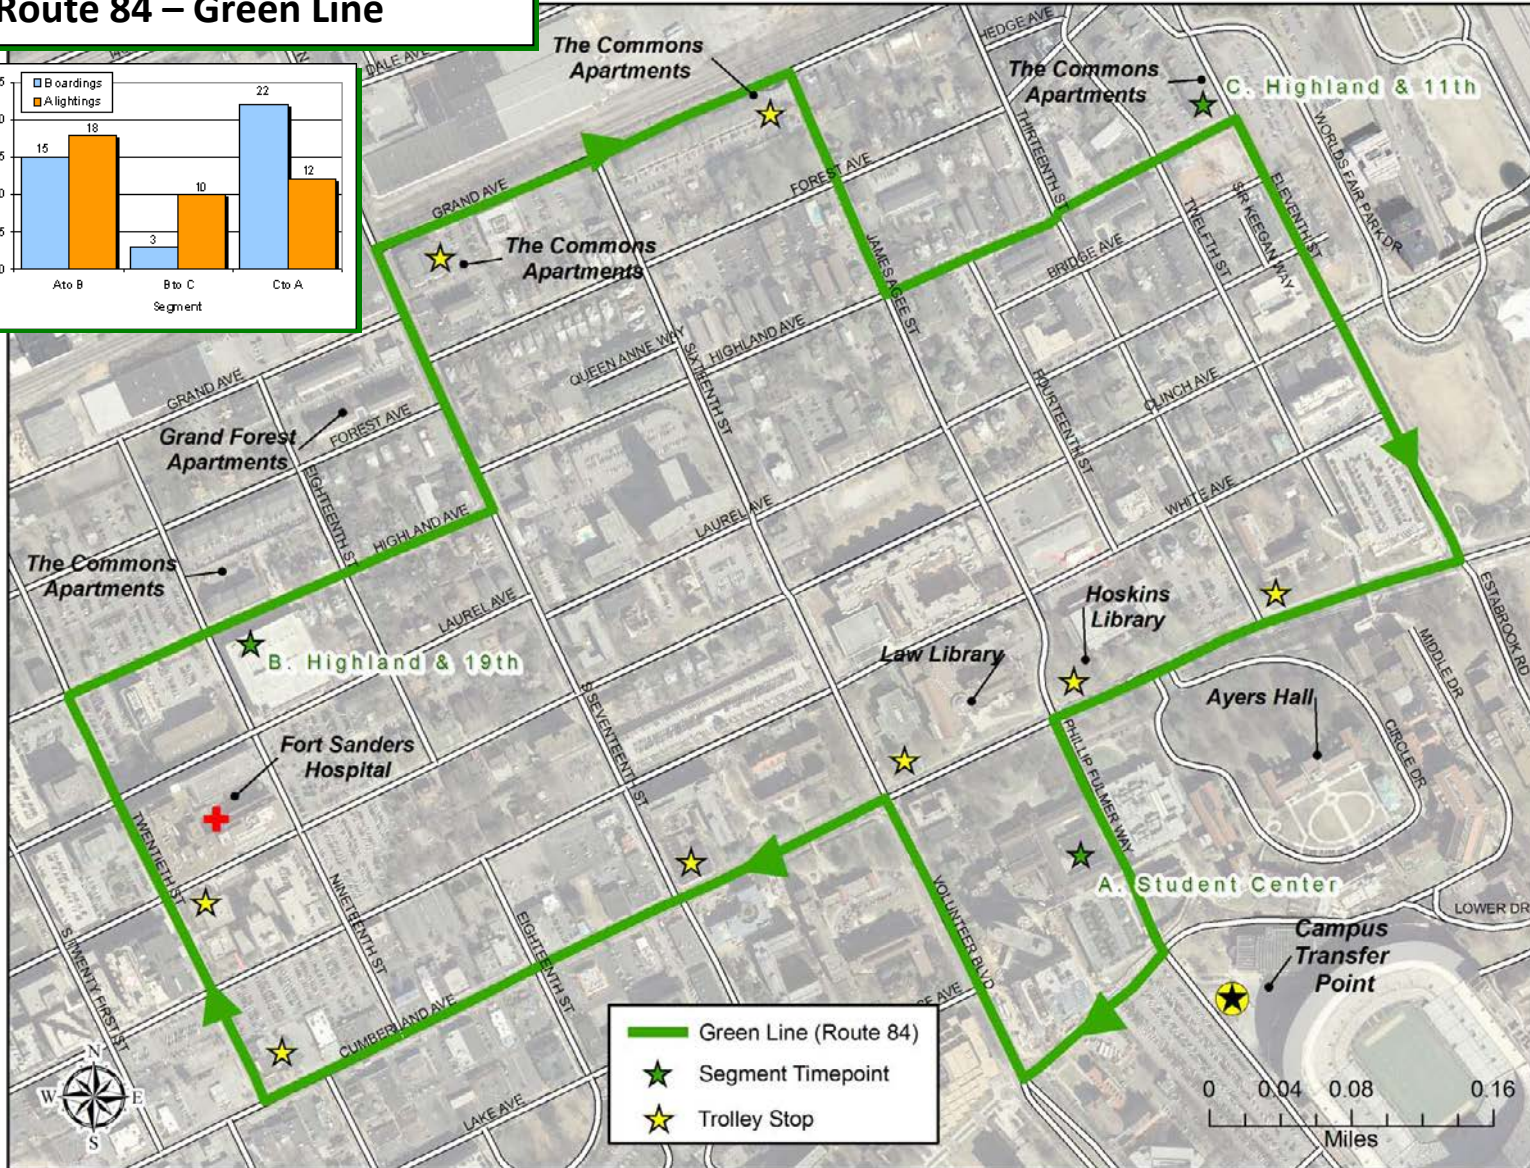 Route 84 – Green Line
Boardings
Alightings
15
18
3
10
22
12
A to B
B to C
C to A
Segment
DALE AVE
HEDGE AVE
The Commons
Apartments
The Commons
Apartments
C. Highland & 11th
THIRTEENTH ST
WORLDS FAIR PARK DR
FOREST AVE
GRAND AVE
SIR KEEGAN WAY
ELEVENTH ST
TWELFTH ST
The Commons
Apartments
JAMES AGEE ST
BRIDGE AVE
QUEEN ANNE WAY
HIGHLAND AVE
SIXTEENTH ST
GRAND AVE
FOURTEENTH ST
CLINCH AVE
FOREST AVE
Grand Forest
Apartments
EIGHTEENTH ST
HIGHLAND AVE
LAUREL AVE
WHITE AVE
The Commons
Apartments
LAUREL AVE
Hoskins
Library
ESTABROOK RD
MIDDLE DR
B. Highland & 19th
Law Library
Ayers Hall
S SEVENTEENTH ST
CIRCLE DR
PHILLIP FULMER WAY
Fort Sanders
Hospital
TWENTIETH ST
A. Student Center
VOLUNTEER BLVD
NINETEENTH ST
EIGHTEENTH ST
LOWER DR
Campus
Transfer
Point
S TWENTY FIRST ST
CUMBERLAND AVE
AVE
Green Line (Route 84)
Segment Timepoint
Trolley Stop
N
W
E
S
LAKE AVE
0 0.04 0.08 0.16
Miles